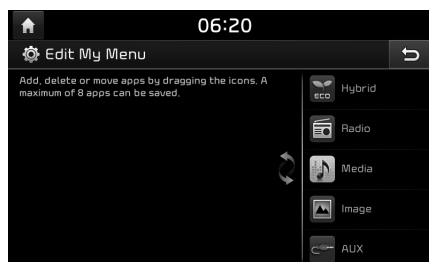 06:20
Edit My Menu
Add, delete or move apps by dragging the icons. A
maximum of 8 apps can be saved.
ECO Hybrid
Radio
Media
Image
AUX